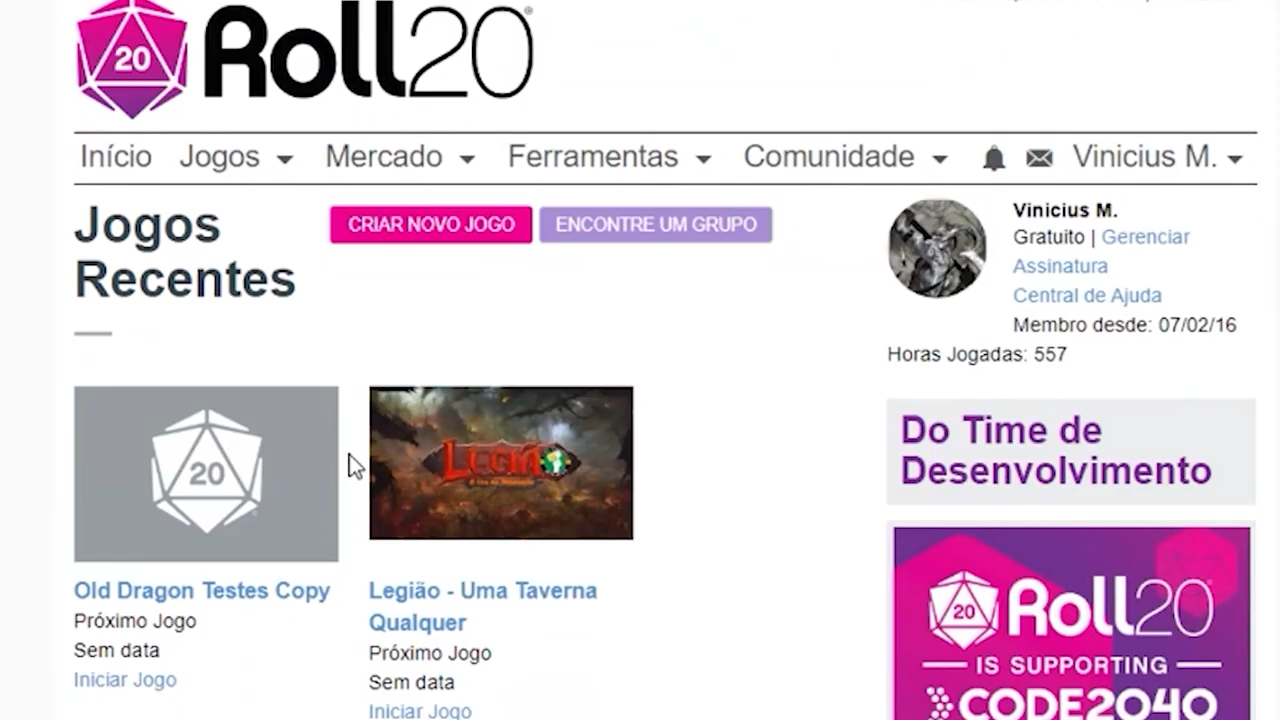 20 Roll20®
Início Jogos Mercado Ferramentas Comunidade Vinicius M.
Jogos
Recentes
CRIAR NOVO JOGO ENCONTRE UM GRUPO
Vinicius M.
Gratuito | Gerenciar
Assinatura
Central de Ajuda
Membro desde: 07/02/16
Horas Jogadas: 557
20
LEGIÃO
Old Dragon Testes Copy
Próximo Jogo
Sem data
Iniciar Jogo
Legião - Uma Taverna
Qualquer
Próximo Jogo
Sem data
Iniciar Jogo
Do Time de
Desenvolvimento
20 Roll20
IS SUPPORTING
CODE2040